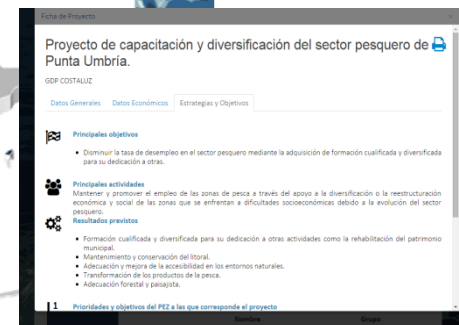 Ficha de Proyecto
Proyecto de capacitación y diversificación del sector pesquero de
Punta Umbría.
GDP COSTALUZ
Datos Generales Datos Económicos Estrategias y Objetivos
Principales objetivos
Disminuir la tasa de desempleo en el sector pesquero mediante la adquisición de formación cualificada y diversificada
para su dedicación a otras.
Principales actividades
Mantener y promover el empleo de las zonas de pesca a través del apoyo a la diversificación o la reestructuración
económica y social de las zonas que se enfrentan a dificultades socioeconómicas debido a la evolución del sector
pesquero.
Resultados previstos
Formación cualificada y diversificada para su dedicación a otras actividades como la rehabilitación del patrimonio
municipal.
Mantenimiento y conservación del litoral.
Adecuación y mejora de la accesibilidad en los entornos naturales.
Transformación de los productos de la pesca.
Adecuación forestal y paisajista.
1 Prioridades y objetivos del PEZ a las que corresponde el proyecto
Nombre Grupo